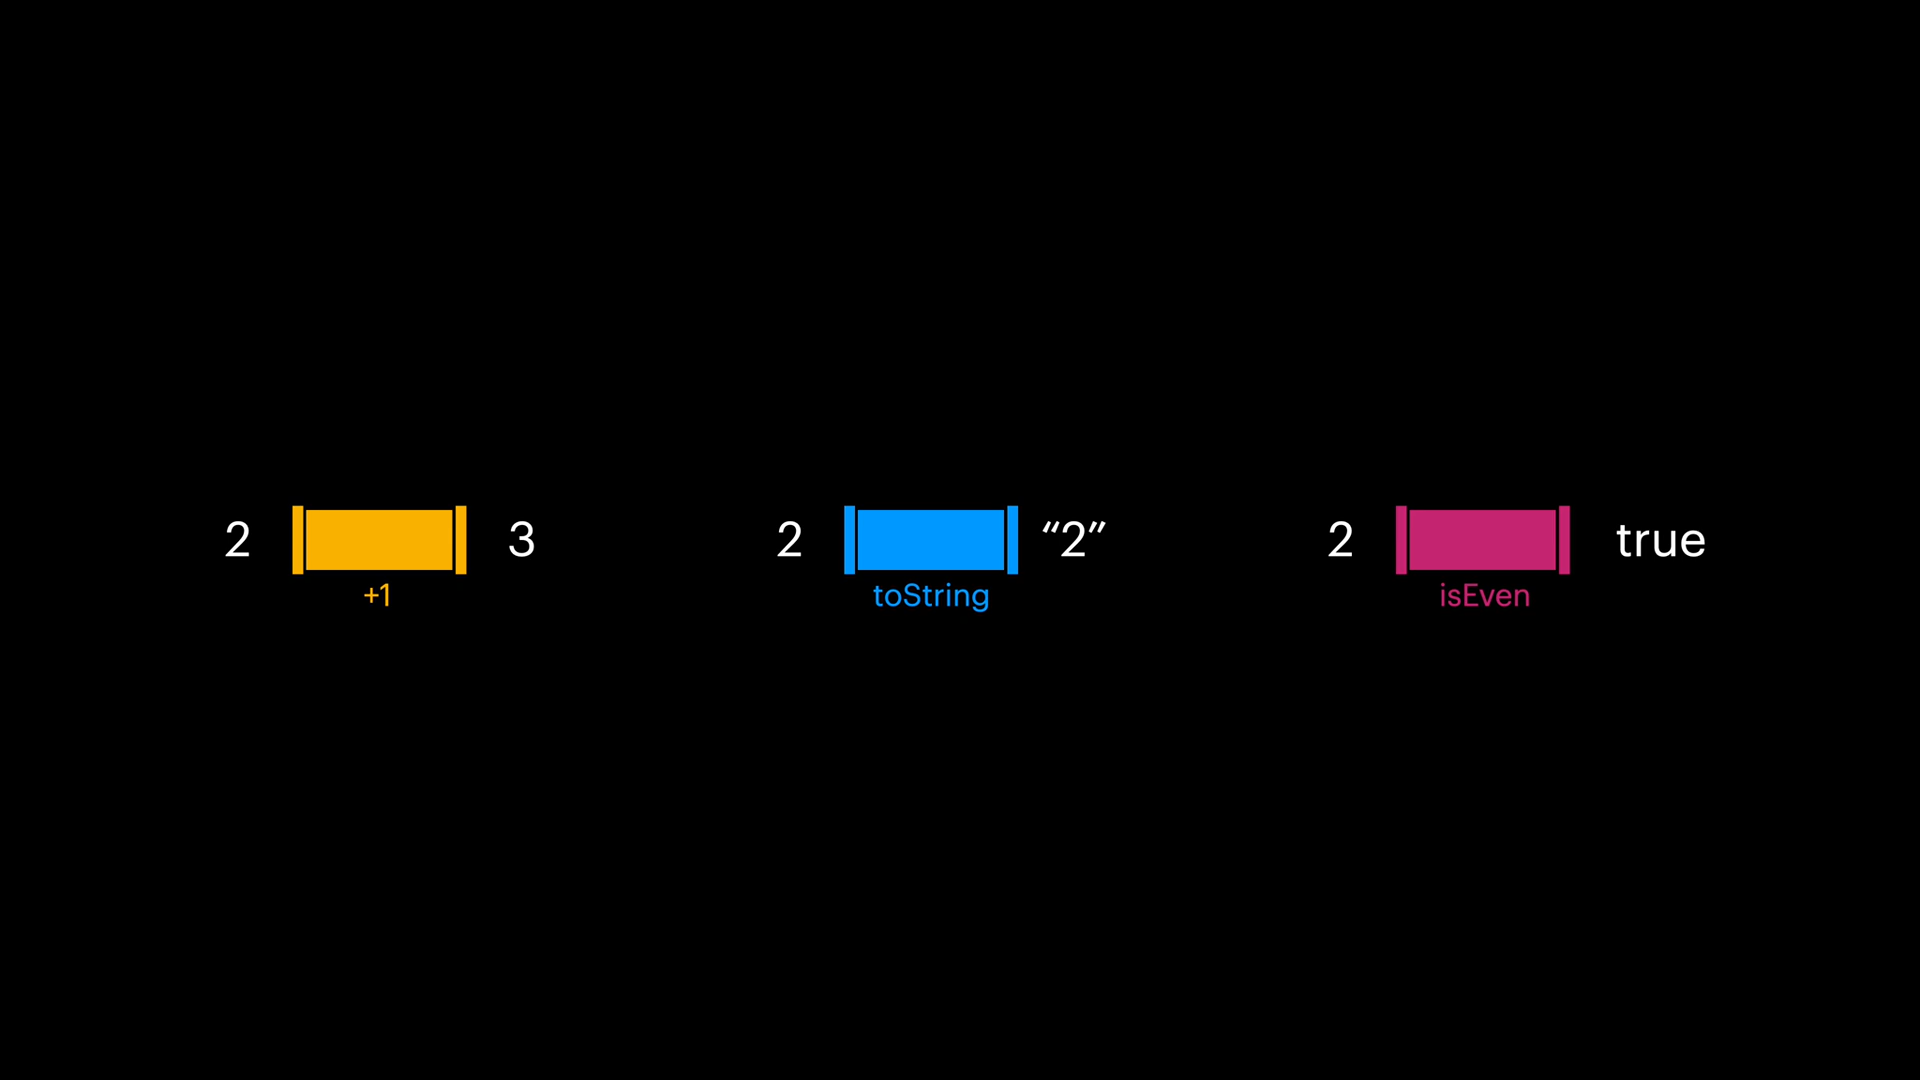 2 3 2 “2” 2 true
+1 toString isEven